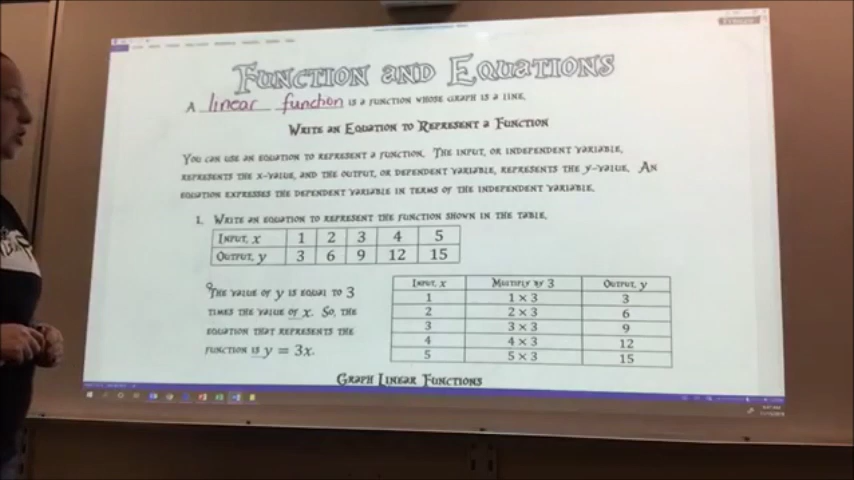 Function and Equations
A linear function is a function whose graph is a line.
Write an Equation to Represent a Function
You can use an equation to represent a function. The input, or independent variable,
represents the x-value, and the output, or dependent variable, represents the y-value. An
equation expresses the dependent variable in terms of the independent variable.
1. Write an equation to represent the function shown in the table.
Input, x 1 2 3 4 5
Output, y 3 6 9 12 15
The value of y is equal to 3
times the value of x. So, the
equation that represents the
function is y = 3x.
Input, x Multiply by 3 Output, y
1 1 × 3 3
2 2 × 3 6
3 3 × 3 9
4 4 × 3 12
5 5 × 3 15
Graph Linear Functions